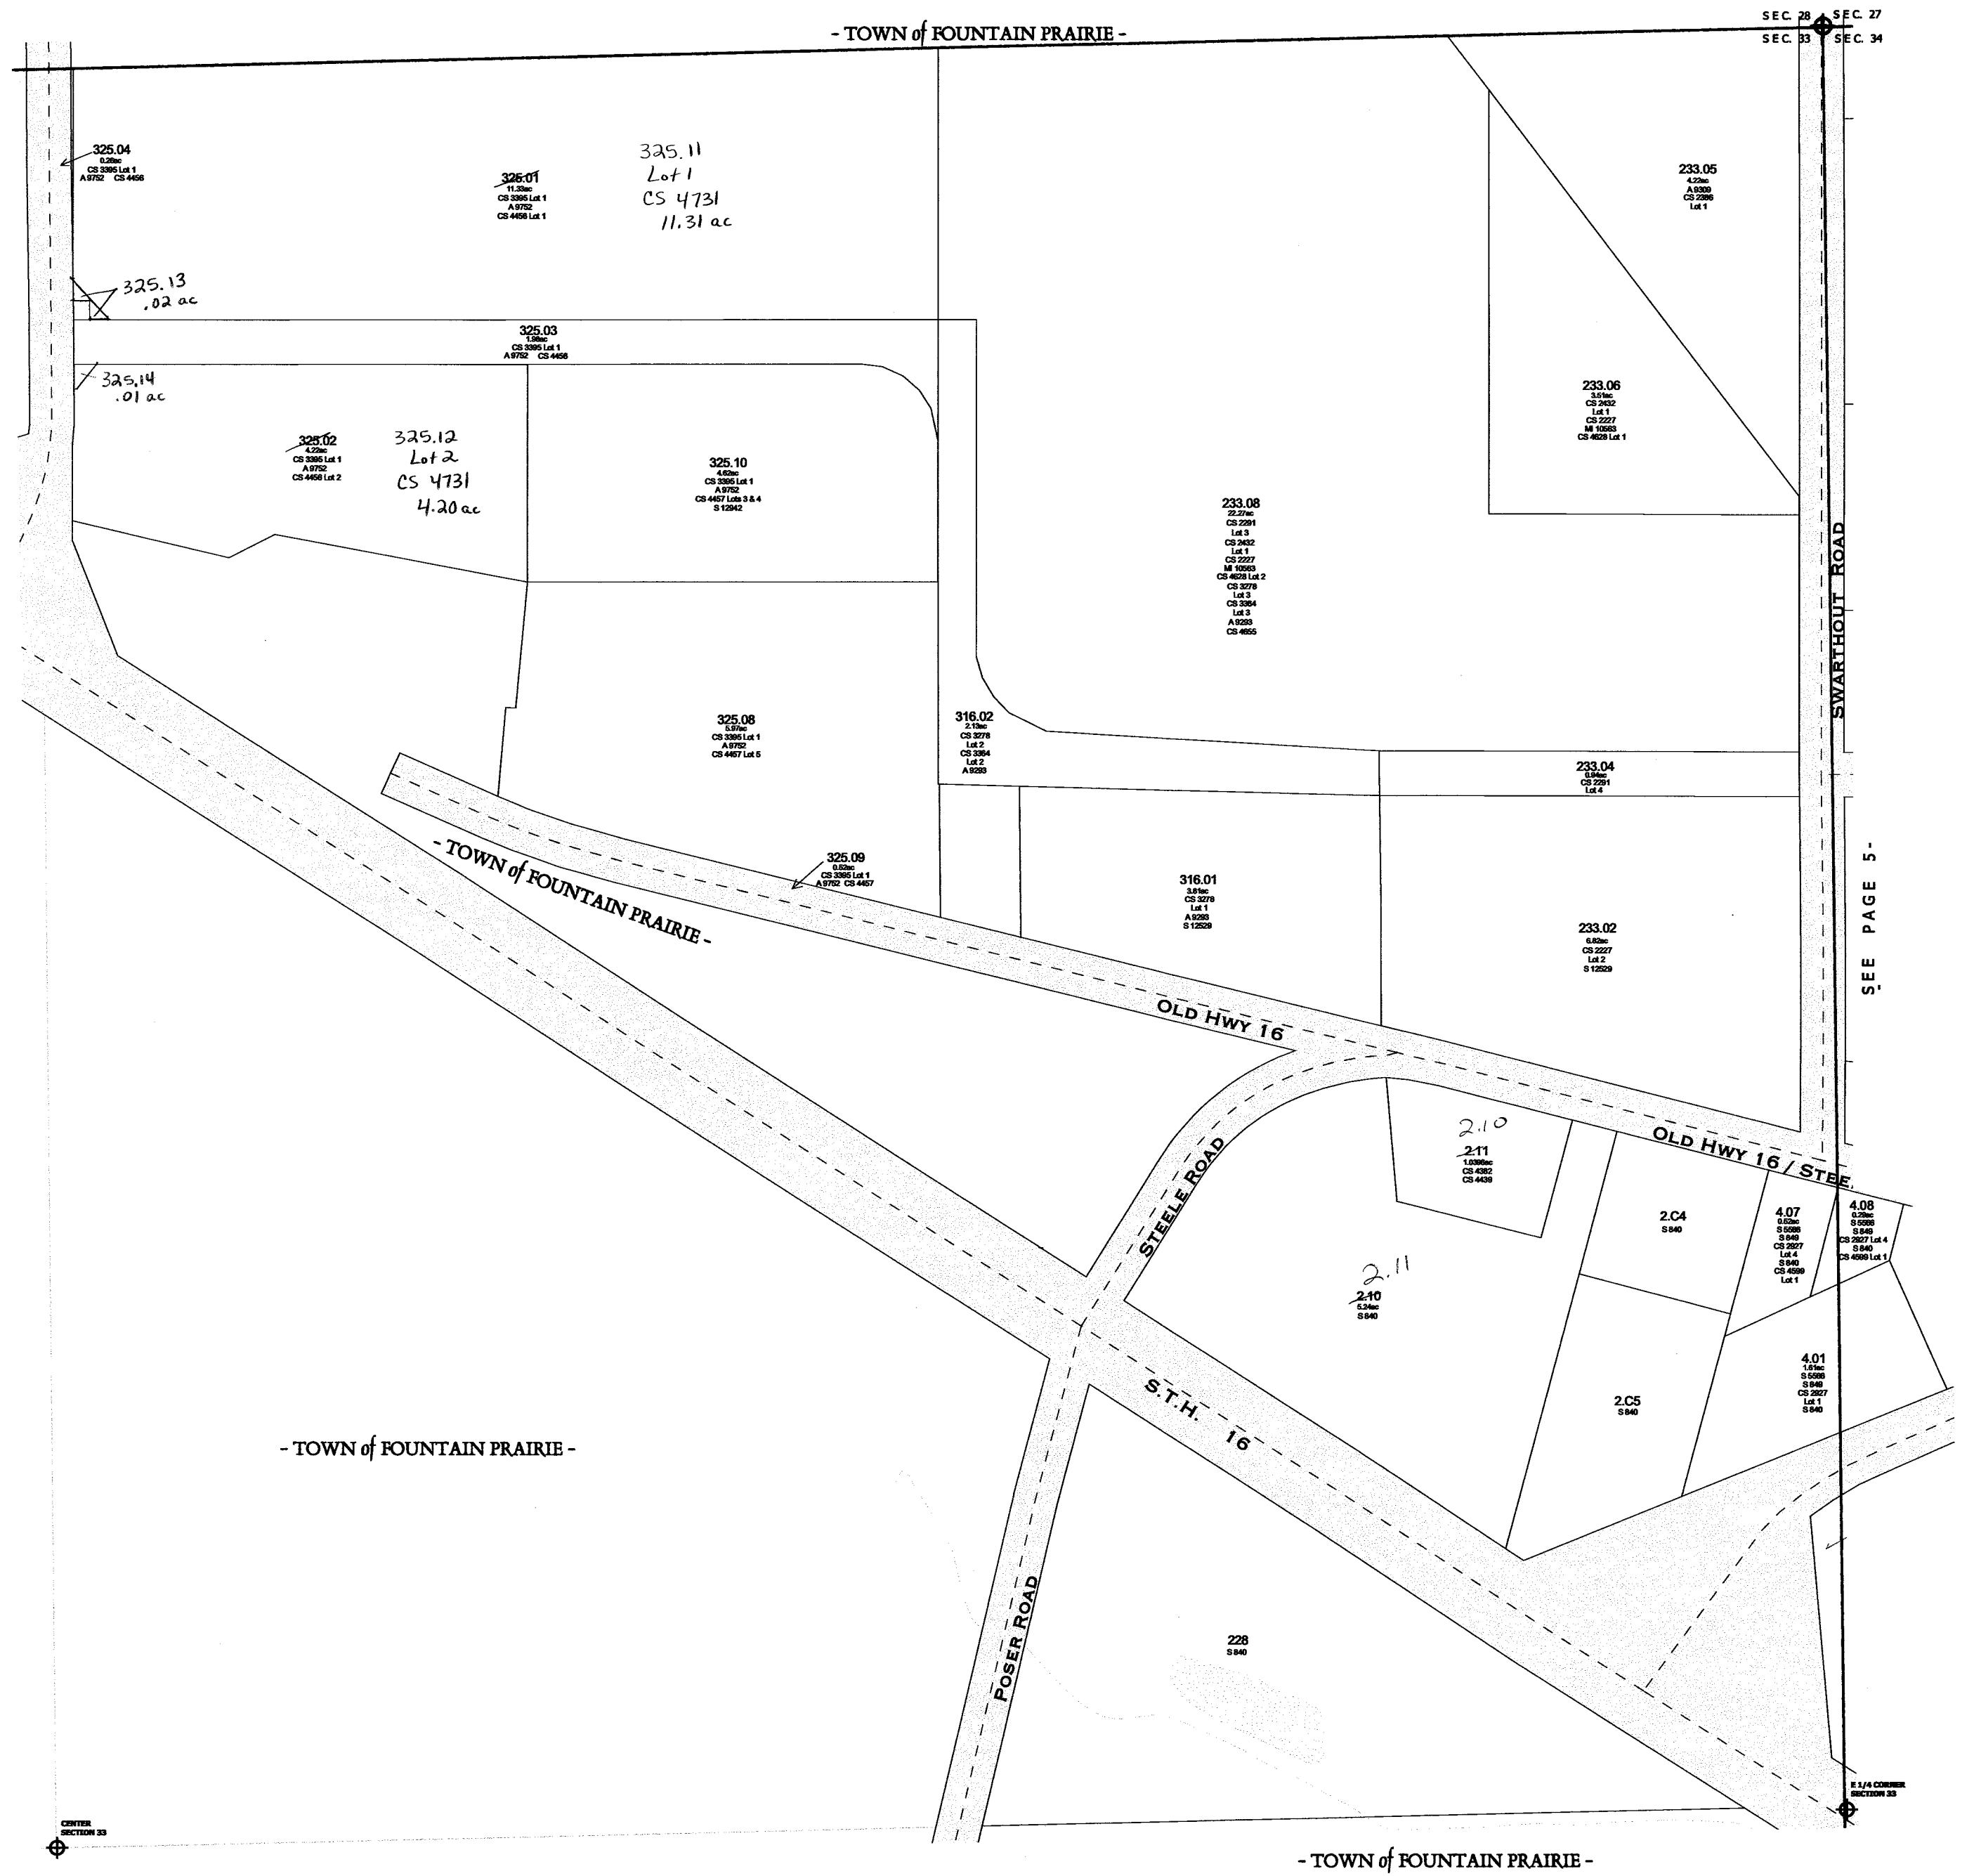 - TOWN of FOUNTAIN PRAIRIE -
SEC. 28 SEC. 27
SEC. 33 SEC. 34
325.04
0.28ac
CS 3395 Lot 1
A 9752 CS 4456
325.01
11.33ac
CS 3395 Lot 1
A 9752
CS 4456 Lot 1
325.11
Lot 1
CS 4731
11.31 ac
233.05
4.22ac
A 9309
CS 2386
Lot 1
325.13
.02 ac
325.03
1.98ac
CS 3395 Lot 1
A 9752 CS 4456
325.14
.01 ac
325.02
4.22ac
CS 3395 Lot 1
A 9752
CS 4456 Lot 2
325.12
Lot 2
CS 4731
4.20 ac
325.10
4.62ac
CS 3395 Lot 1
A 9752
CS 4457 Lots 3 & 4
S 12942
233.06
3.51ac
CS 2432
Lot 1
CS 2227
MI 10563
CS 4628 Lot 1
233.08
22.27ac
CS 2291
Lot 3
CS 2432
Lot 1
CS 2227
MI 10563
CS 4628 Lot 2
CS 3278
Lot 3
CS 3364
Lot 3
A 9293
CS 4655
SWARTHOUT ROAD
325.08
5.97ac
CS 3395 Lot 1
A 9752
CS 4457 Lot 5
316.02
2.13ac
CS 3278
Lot 2
CS 3364
Lot 2
A 9293
233.04
0.94ac
CS 2291
Lot 4
- TOWN of FOUNTAIN PRAIRIE -
325.09
0.52ac
CS 3395 Lot 1
A 9752 CS 4457
316.01
3.81ac
CS 3278
Lot 1
A 9293
S 12529
233.02
6.82ac
CS 2227
Lot 2
S 12529
- SEE PAGE 5 -
OLD HWY 16
OLD HWY 16 / STEE
STEELE ROAD
2.10
2.11
1.0398ac
CS 4382
CS 4439
2.C4
S 840
4.07
0.52ac
S 5566
S 849
CS 2927
Lot 4
S 840
CS 4599
Lot 1
4.08
0.29ac
S 5566
S 849
CS 2927 Lot 4
S 840
CS 4599 Lot 1
2.11
2.10
5.24ac
S 840
4.01
1.61ac
S 5566
S 849
CS 2927
Lot 1
S 840
2.C5
S 840
S.T.H. 16
- TOWN of FOUNTAIN PRAIRIE -
POSER ROAD
228
S 840
CENTER
SECTION 33
E 1/4 CORNER
SECTION 33
- TOWN of FOUNTAIN PRAIRIE -